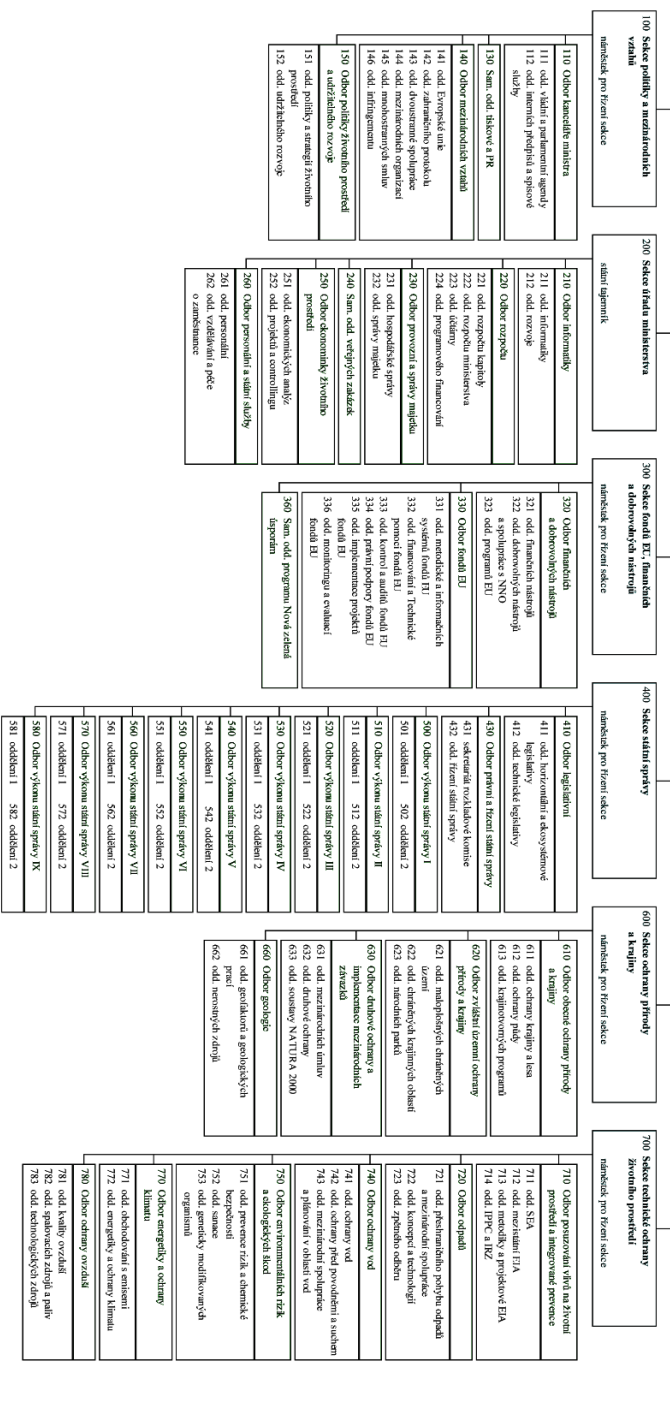 100 Sekce politiky a mezinárodních
vztahů
náměstek pro řízení sekce
110 Odbor kanceláře ministra
111 odd. vládní a parlamentní agendy
112 odd. interních předpisů a spisové
služby
130 Sam. odd. tiskové a PR
140 Odbor mezinárodních vztahů
141 odd. Evropské unie
142 odd. zahraničního protokolu
143 odd. dvoustranné spolupráce
144 odd. mezinárodních organizací
145 odd. mnohostranných smluv
146 odd. infringementu
150 Odbor politiky životního prostředí
a udržitelného rozvoje
151 odd. politiky a strategií životního
prostředí
152 odd. udržitelného rozvoje
200 Sekce úřadu ministerstva
státní tajemník
210 Odbor informatiky
211 odd. informatiky
212 odd. rozvoje
220 Odbor rozpočtu
221 odd. rozpočtu kapitoly
222 odd. rozpočtu ministerstva
223 odd. účtárny
224 odd. programového financování
230 Odbor provozní a správy majetku
231 odd. hospodářské správy
232 odd. správy majetku
240 Sam. odd. veřejných zakázek
250 Odbor ekonomiky životního
prostředí
251 odd. ekonomických analýz
252 odd. projektů a controllingu
260 Odbor personální a státní služby
261 odd. personální
262 odd. vzdělávání a péče
o zaměstnance
300 Sekce fondů EU, finančních
a dobrovolných nástrojů
náměstek pro řízení sekce
320 Odbor finančních
a dobrovolných nástrojů
321 odd. finančních nástrojů
322 odd. dobrovolných nástrojů
a spolupráce s NNO
323 odd. programů EU
330 Odbor fondů EU
331 odd. metodické a informačních
systémů fondů EU
332 odd. financování a Technické
pomoci fondů EU
333 odd. kontrol a auditů fondů EU
334 odd. právní podpory fondů EU
335 odd. implementace projektů
fondů EU
336 odd. monitoringu a evaluací
fondů EU
360 Sam. odd. programu Nová zelená
úsporám
400 Sekce státní správy
náměstek pro řízení sekce
410 Odbor legislativní
411 odd. horizontální a ekosystémové
legislativy
412 odd. technické legislativy
430 Odbor právní a řízení státní správy
431 sekretariát rozkladové komise
432 odd. řízení státní správy
500 Odbor výkonu státní správy I
501 oddělení 1 502 oddělení 2
510 Odbor výkonu státní správy II
511 oddělení 1 512 oddělení 2
520 Odbor výkonu státní správy III
521 oddělení 1 522 oddělení 2
530 Odbor výkonu státní správy IV
531 oddělení 1 532 oddělení 2
540 Odbor výkonu státní správy V
541 oddělení 1 542 oddělení 2
550 Odbor výkonu státní správy VI
551 oddělení 1 552 oddělení 2
560 Odbor výkonu státní správy VII
561 oddělení 1 562 oddělení 2
570 Odbor výkonu státní správy VIII
571 oddělení 1 572 oddělení 2
580 Odbor výkonu státní správy IX
581 oddělení 1 582 oddělení 2
600 Sekce ochrany přírody
a krajiny
náměstek pro řízení sekce
610 Odbor obecné ochrany přírody
a krajiny
611 odd. ochrany krajiny a lesa
612 odd. ochrany půdy
613 odd. krajinotvorných programů
620 Odbor zvláštní územní ochrany
přírody a krajiny
621 odd. maloplošných chráněných
území
622 odd. chráněných krajinných oblastí
623 odd. národních parků
630 Odbor druhové ochrany a
implementace mezinárodních
závazků
631 odd. mezinárodních úmluv
632 odd. druhové ochrany
633 odd. soustavy NATURA 2000
660 Odbor geologie
661 odd. geofaktorů a geologických
prací
662 odd. nerostných zdrojů
700 Sekce technické ochrany
životního prostředí
náměstek pro řízení sekce
710 Odbor posuzování vlivů na životní
prostředí a integrované prevence
711 odd. SEA
712 odd. mezistátní EIA
713 odd. metodiky a projektové EIA
714 odd. IPPC a IRZ
720 Odbor odpadů
721 odd. přeshraničního pohybu odpadů
a mezinárodní spolupráce
722 odd. koncepcí a technologií
723 odd. zpětného odběru
740 Odbor ochrany vod
741 odd. ochrany vod
742 odd. ochrany před povodněmi a suchem
743 odd. mezinárodní spolupráce
a plánování v oblasti vod
750 Odbor environmentálních rizik
a ekologických škod
751 odd. prevence rizik a chemické
bezpečnosti
752 odd. sanace
753 odd. geneticky modifikovaných
organismů
770 Odbor energetiky a ochrany
klimatu
771 odd. obchodování s emisemi
772 odd. energetiky a ochrany klimatu
780 Odbor ochrany ovzduší
781 odd. kvality ovzduší
782 odd. spalovacích zdrojů a paliv
783 odd. technologických zdrojů